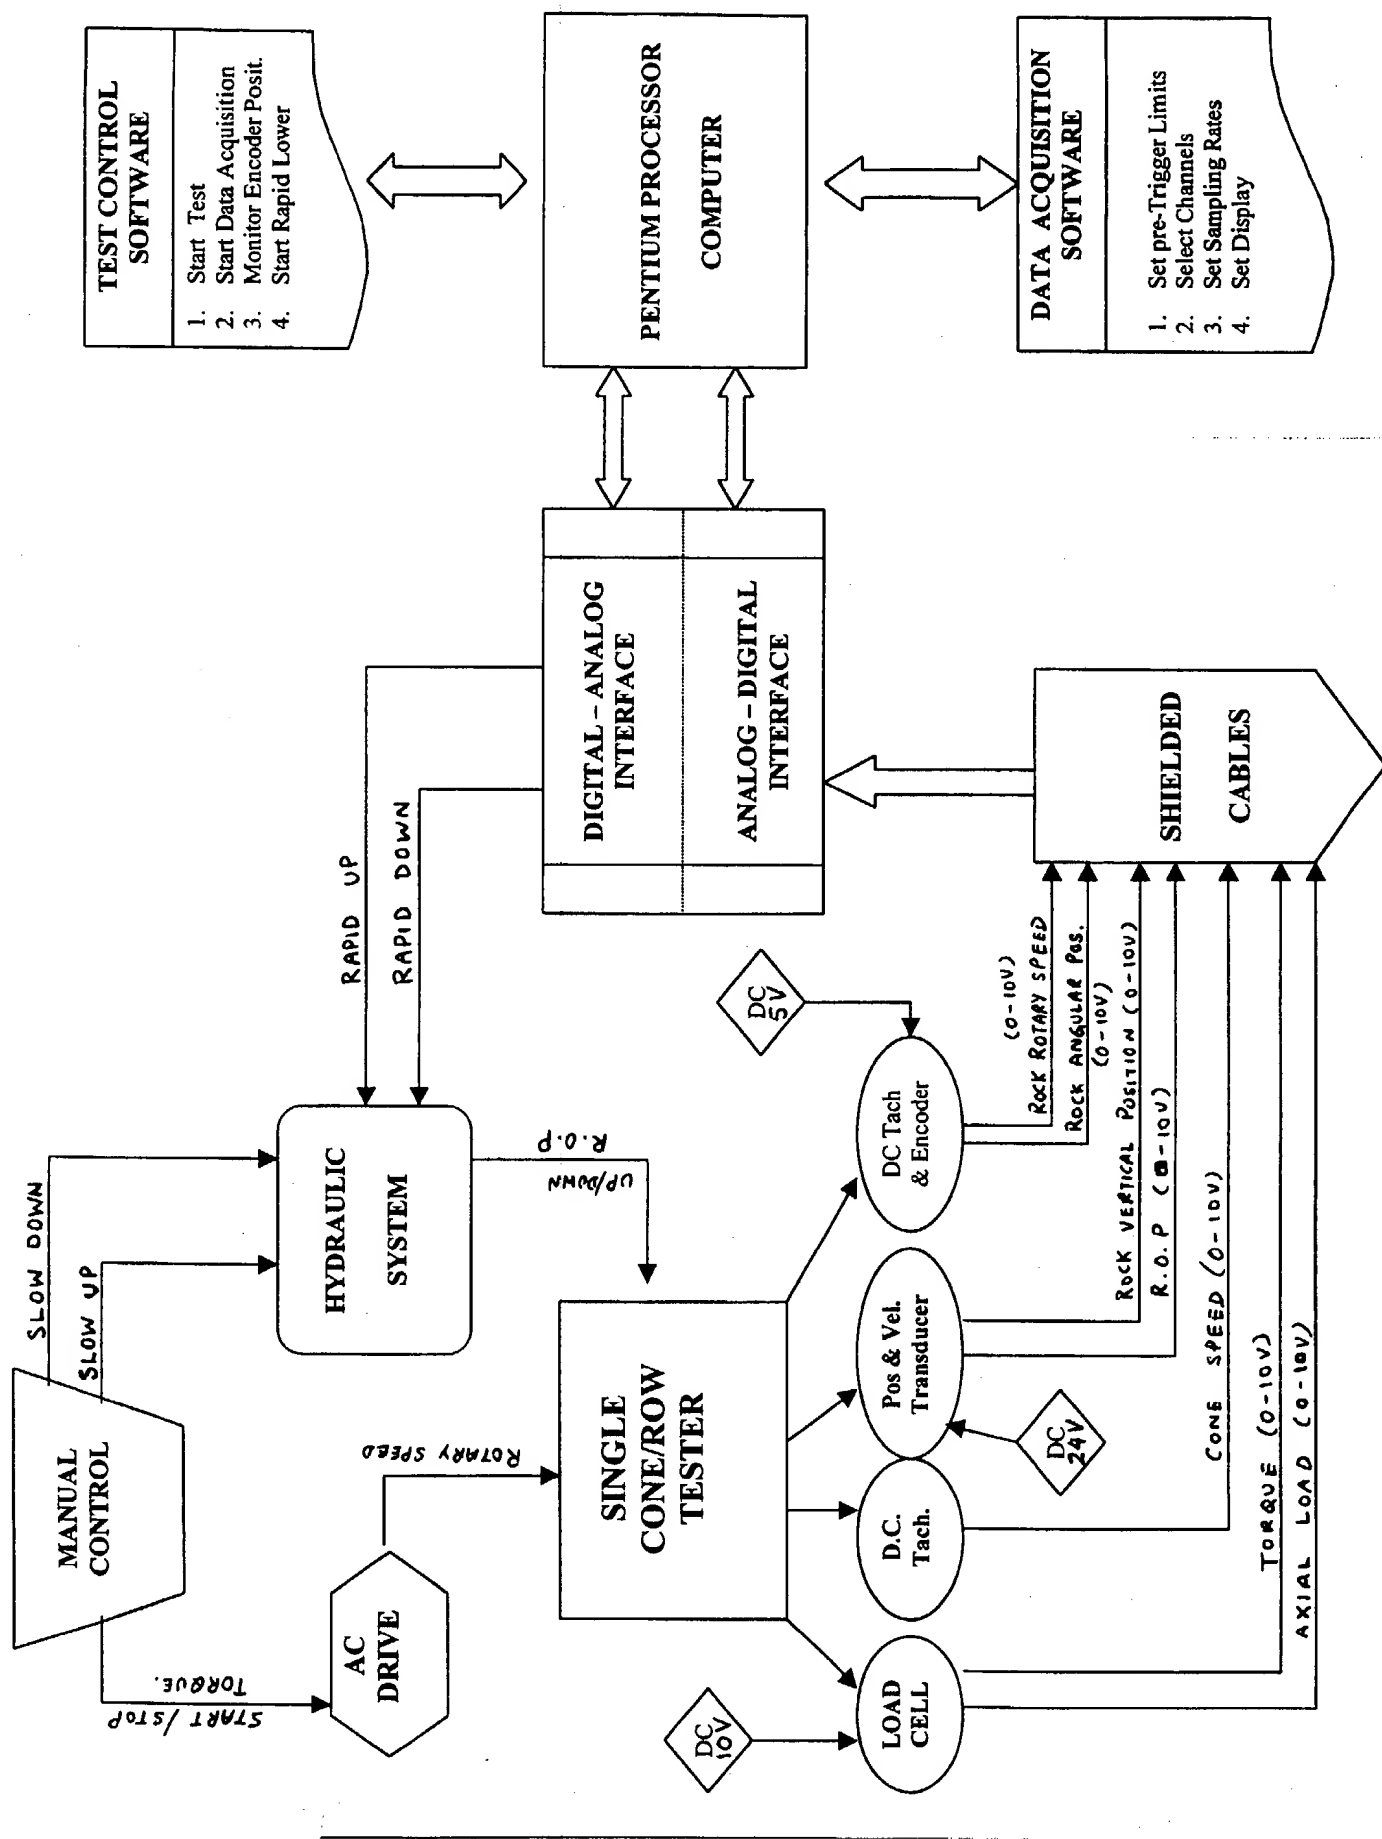 MANUAL
CONTROL
SLOW DOWN
SLOW UP
START/STOP
TORQUE.
AC
DRIVE
ROTARY SPEED
HYDRAULIC
SYSTEM
R.O.P
UP/DOWN
RAPID UP
RAPID DOWN
TEST CONTROL
SOFTWARE
1. Start Test
2. Start Data Acquisition
3. Monitor Encoder Posit.
4. Start Rapid Lower
SINGLE
CONE/ROW
TESTER
DIGITAL – ANALOG
INTERFACE
ANALOG – DIGITAL
INTERFACE
PENTIUM PROCESSOR
COMPUTER
DC
10V
LOAD
CELL
D.C.
Tach.
Pos & Vel.
Transducer
DC
24V
DC Tach
& Encoder
DC
5V
(0-10V)
ROCK ROTARY SPEED
ROCK ANGULAR POS.
(0-10V)
ROCK VERTICAL POSITION (0-10V)
R.O.P (0-10V)
CONE SPEED (0-10V)
TORQUE (0-10V)
AXIAL LOAD (0-10V)
SHIELDED
CABLES
DATA ACQUISITION
SOFTWARE
1. Set pre-Trigger Limits
2. Select Channels
3. Set Sampling Rates
4. Set Display